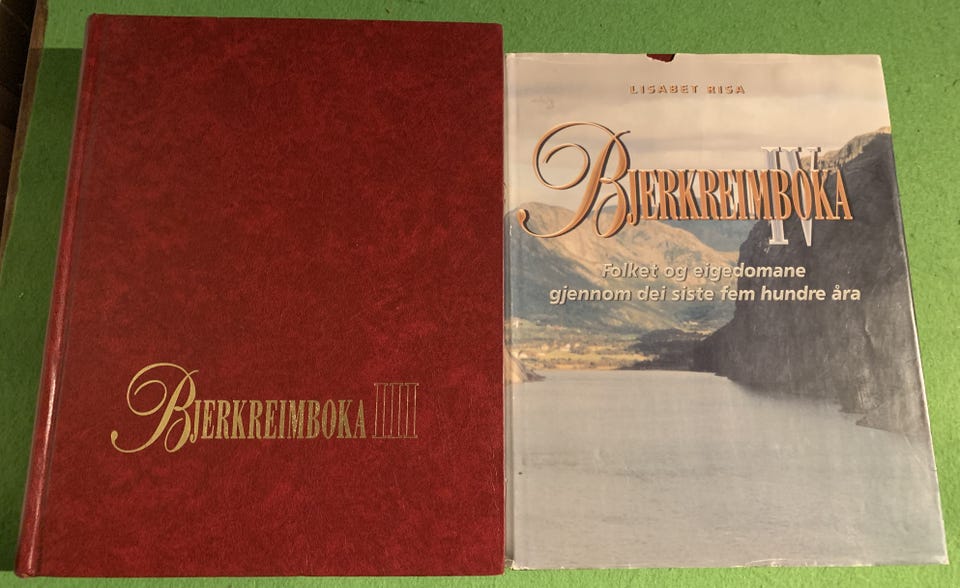 BJERKREIMBOKA IIII
LISABET RISA
BJERKREIMBOKA IV
Folket og eigedomane
gjennom dei siste fem hundre åra